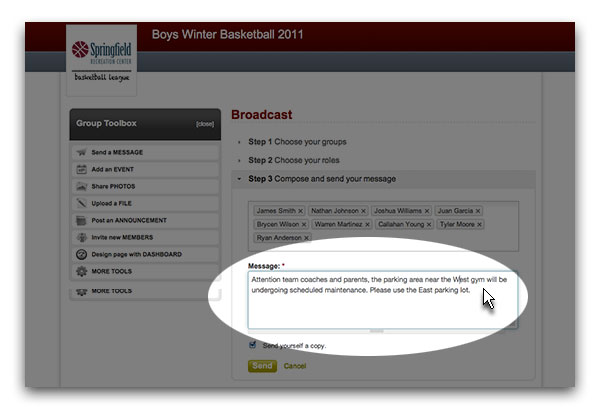 Boys Winter Basketball 2011
Springfield
RECREATION CENTER
basketball league
Group Toolbox [close]
Send a MESSAGE
Add an EVENT
Share PHOTOS
Upload a FILE
Post an ANNOUNCEMENT
Invite new MEMBERS
Design page with DASHBOARD
MORE TOOLS
MORE TOOLS
Broadcast
Step 1 Choose your groups
Step 2 Choose your roles
Step 3 Compose and send your message
James Smith × Nathan Johnson × Joshua Williams × Juan Garcia ×
Brycen Wilson × Warren Martinez × Callahan Young × Tyler Moore ×
Ryan Anderson ×
Message: *
Attention team coaches and parents, the parking area near the West gym will be
undergoing scheduled maintenance. Please use the East parking lot.
Send yourself a copy.
Send Cancel